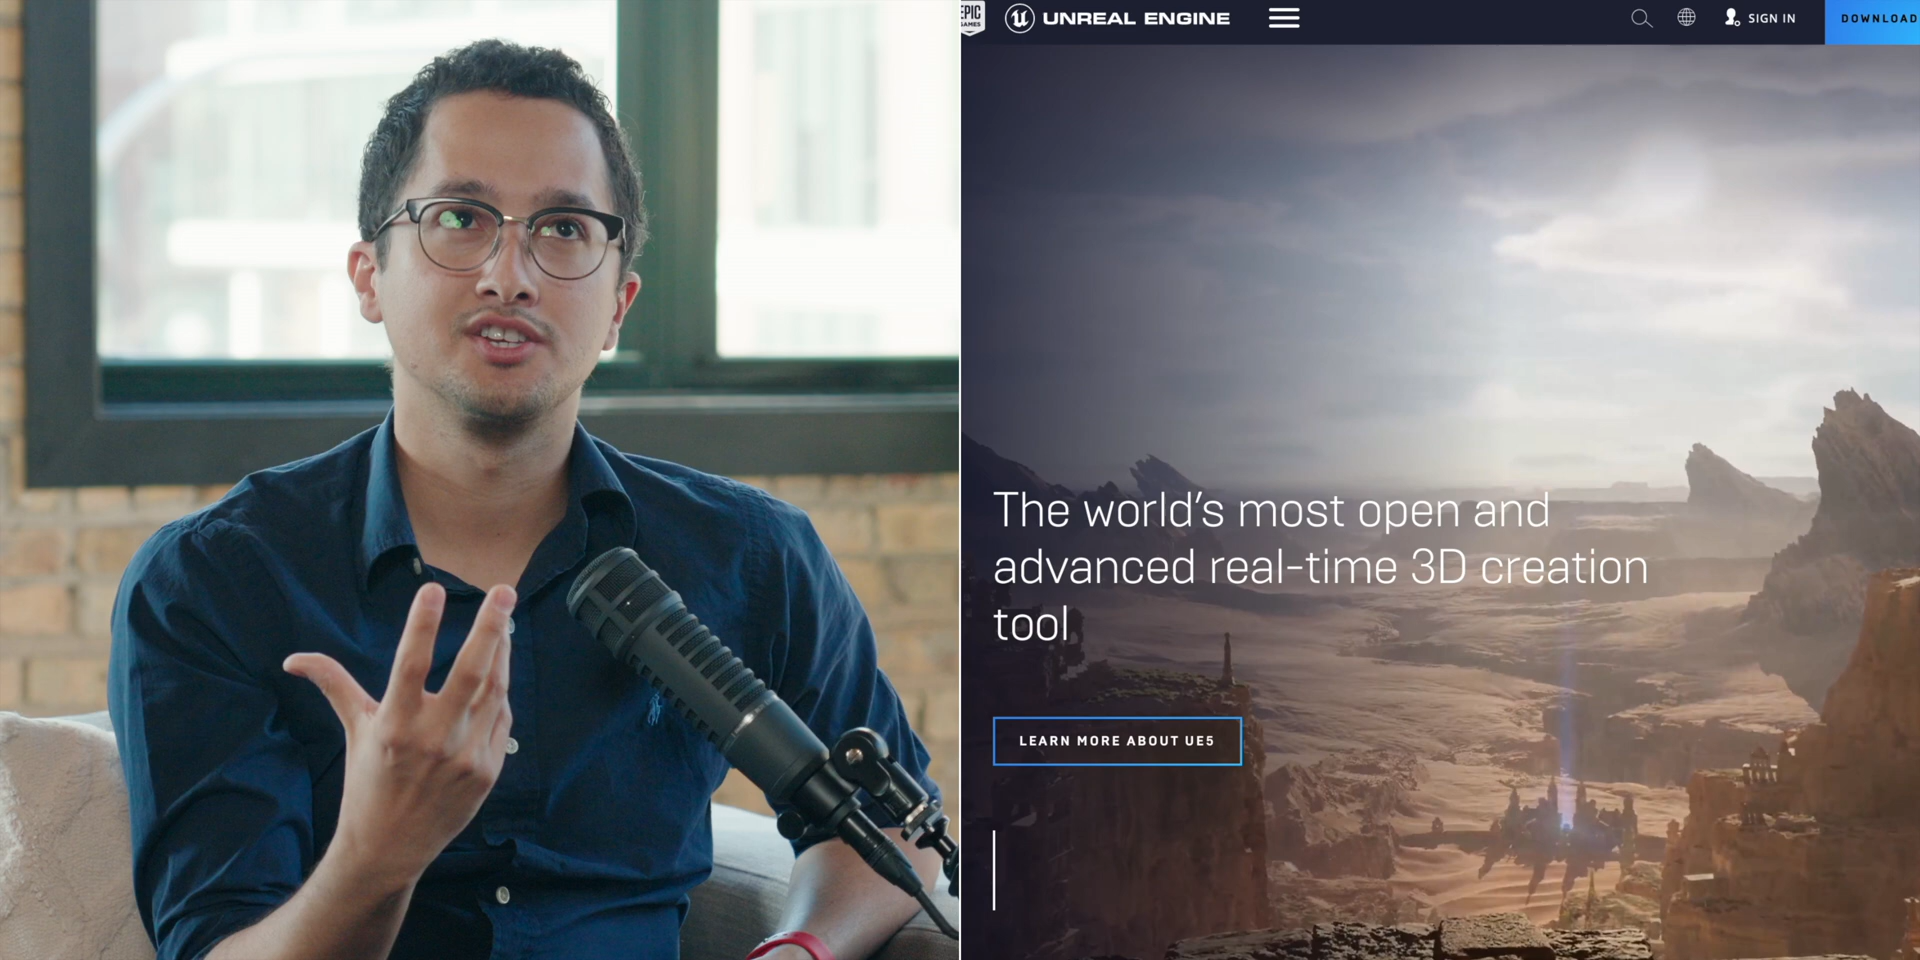 EPIC
GAMES
UNREAL ENGINE
SIGN IN
DOWNLOAD
The world's most open and
advanced real-time 3D creation
tool
LEARN MORE ABOUT UE5